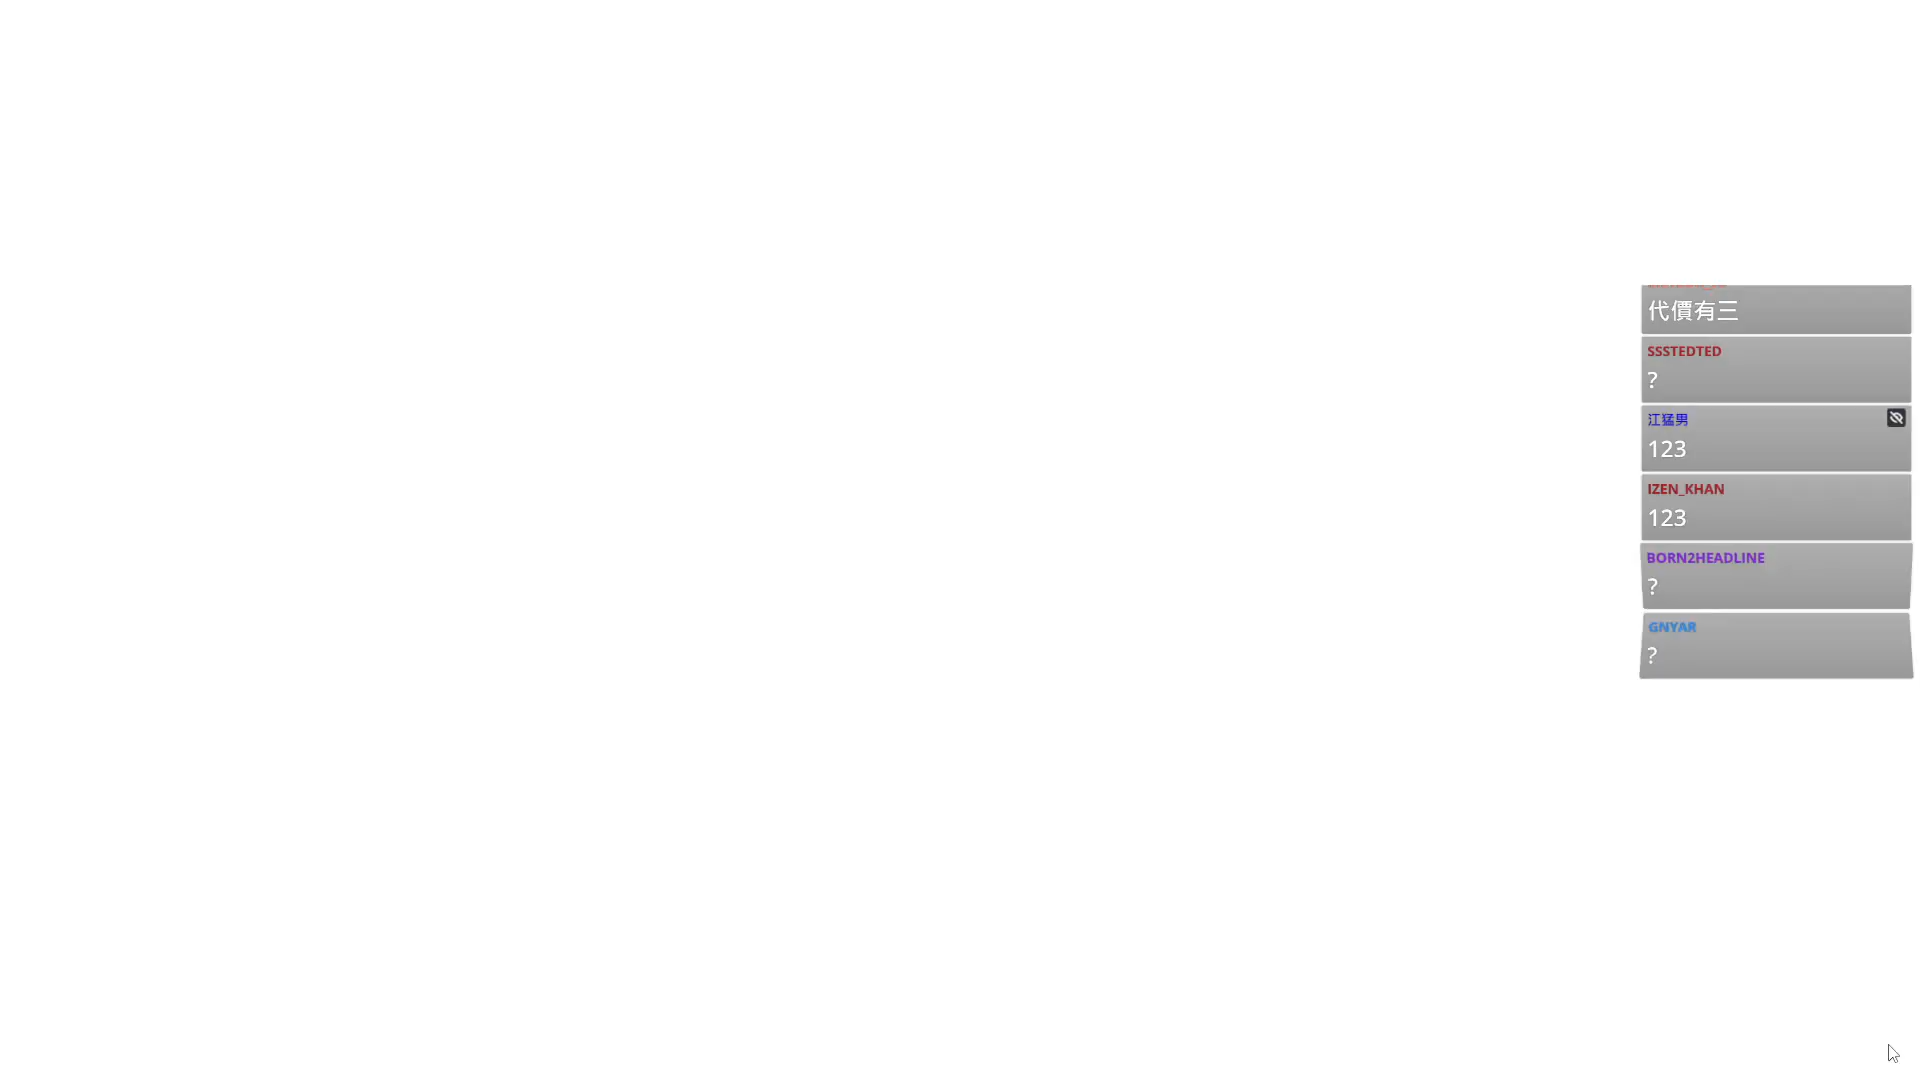 代價有三
SSSTEDTED
?
江猛男
123
IZEN_KHAN
123
BORN2HEADLINE
?
GNYAR
?